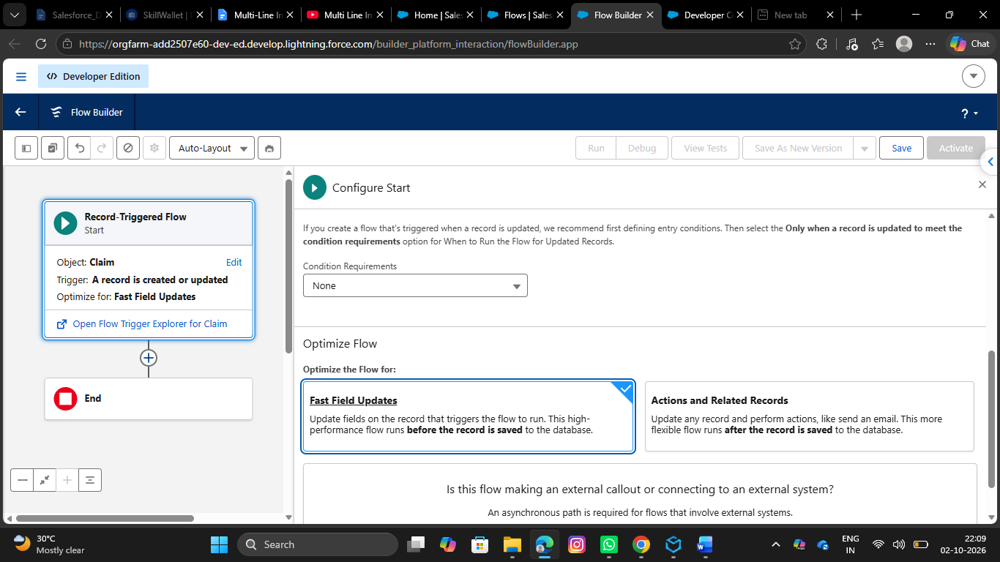 Salesforce_D
SkillWallet | D
Multi-Line In
Multi Line In
Home | Sales
Flows | Sales
Flow Builder
Developer Co
New tab
https://orgfarm-add2507e60-dev-ed.develop.lightning.force.com/builder_platform_interaction/flowBuilder.app
Chat
Developer Edition
Flow Builder
?
Auto-Layout
Run
Debug
View Tests
Save As New Version
Save
Activate
Record-Triggered Flow
Start
Object: Claim
Edit
Trigger: A record is created or updated
Optimize for: Fast Field Updates
Open Flow Trigger Explorer for Claim
End
Configure Start
If you create a flow that's triggered when a record is updated, we recommend first defining entry conditions. Then select the Only when a record is updated to meet the
condition requirements option for When to Run the Flow for Updated Records.
Condition Requirements
None
Optimize Flow
Optimize the Flow for:
Fast Field Updates
Update fields on the record that triggers the flow to run. This high-
performance flow runs before the record is saved to the database.
Actions and Related Records
Update any record and perform actions, like send an email. This more
flexible flow runs after the record is saved to the database.
Is this flow making an external callout or connecting to an external system?
An asynchronous path is required for flows that involve external systems.
30°C
Mostly clear
Search
ENG
IN
22:09
02-10-2026